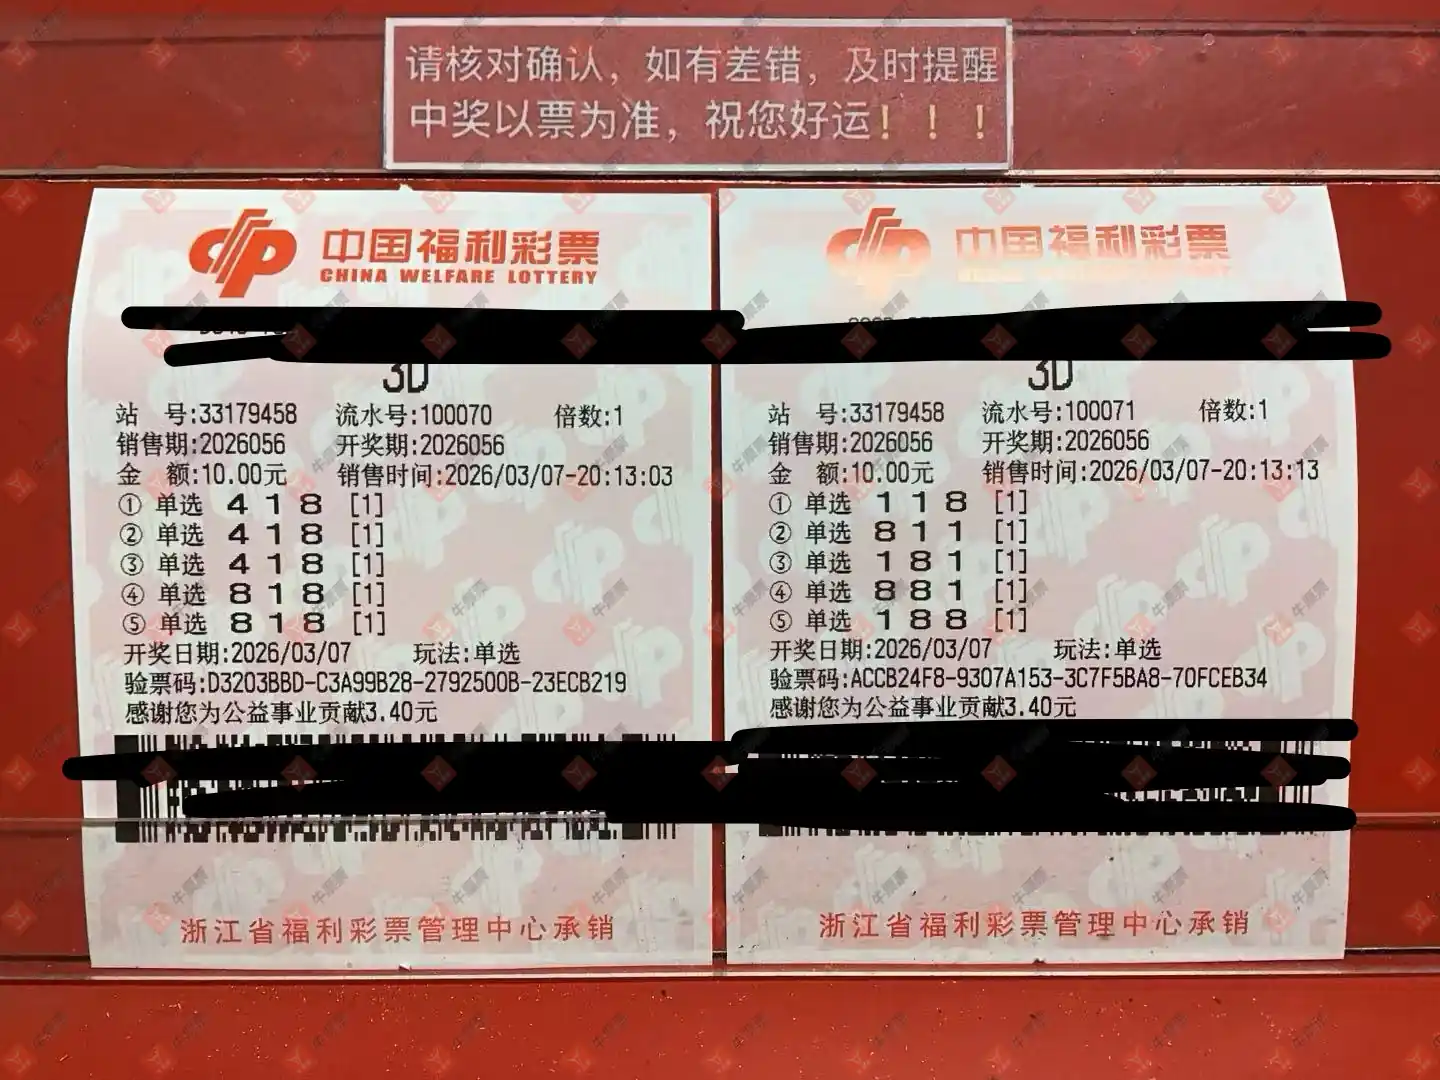 请核对确认，如有差错，及时提醒
中奖以票为准，祝您好运！！！
中国福利彩票
CHINA WELFARE LOTTERY
3D
站 号:33179458 流水号:100070 倍数:1
销售期:2026056 开奖期:2026056
金 额:10.00元 销售时间:2026/03/07-20:13:03
① 单选 4 1 8 [1]
② 单选 4 1 8 [1]
③ 单选 4 1 8 [1]
④ 单选 8 1 8 [1]
⑤ 单选 8 1 8 [1]
开奖日期:2026/03/07 玩法:单选
验票码:D3203BBD-C3A99B28-2792500B-23ECB219
感谢您为公益事业贡献3.40元
浙江省福利彩票管理中心承销
中国福利彩票
3D
站 号:33179458 流水号:100071 倍数:1
销售期:2026056 开奖期:2026056
金 额:10.00元 销售时间:2026/03/07-20:13:13
① 单选 1 1 8 [1]
② 单选 8 1 1 [1]
③ 单选 1 8 1 [1]
④ 单选 8 8 1 [1]
⑤ 单选 1 8 8 [1]
开奖日期:2026/03/07 玩法:单选
验票码:ACCB24F8-9307A153-3C7F5BA8-70FCEB34
感谢您为公益事业贡献3.40元
浙江省福利彩票管理中心承销